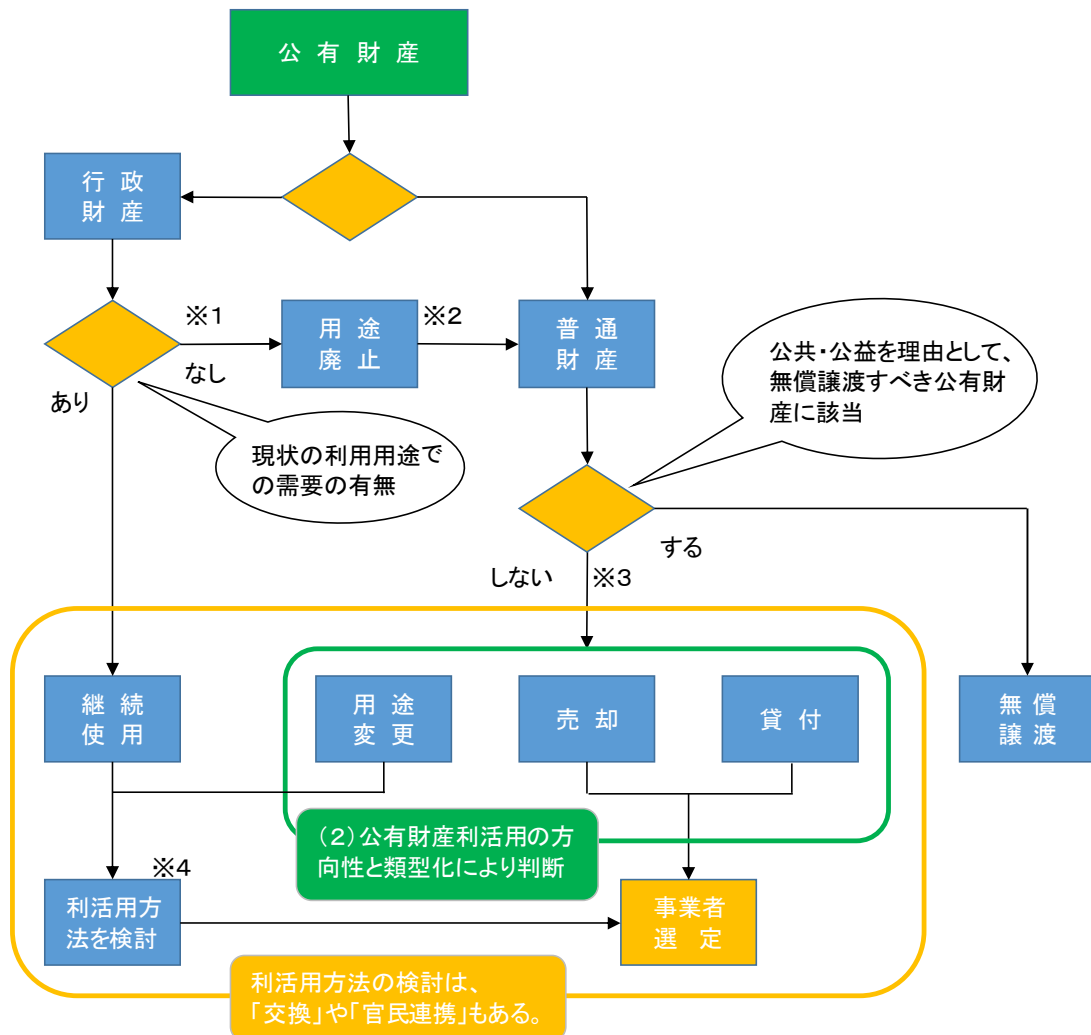 公 有 財 産
行 政
財 産
※1
用 途
廃 止
※2
普 通
財 産
なし
あり
現状の利用用途で
の需要の有無
公共・公益を理由として、
無償譲渡すべき公有財
産に該当
する
しない
※3
継 続
使 用
用 途
変 更
売 却
貸 付
無 償
譲 渡
(2)公有財産利活用の方
向性と類型化により判断
※4
利活用方
法を検討
事業者
選 定
利活用方法の検討は、
「交換」や「官民連携」もある。